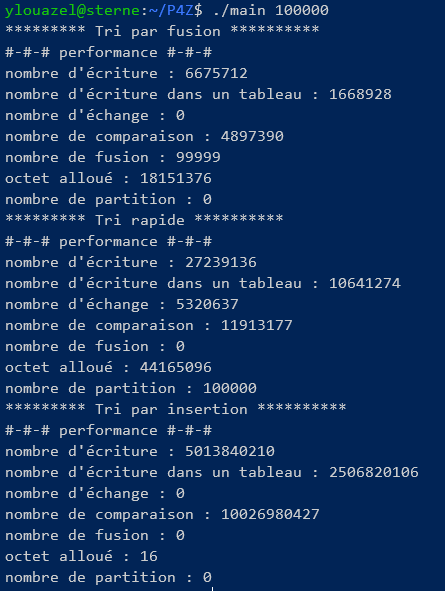 ylouazel@sterne:~/P4Z$ ./main 100000
********* Tri par fusion **********
#-#-# performance #-#-#
nombre d'écriture : 6675712
nombre d'écriture dans un tableau : 1668928
nombre d'échange : 0
nombre de comparaison : 4897390
nombre de fusion : 99999
octet alloué : 18151376
nombre de partition : 0
********* Tri rapide **********
#-#-# performance #-#-#
nombre d'écriture : 27239136
nombre d'écriture dans un tableau : 10641274
nombre d'échange : 5320637
nombre de comparaison : 11913177
nombre de fusion : 0
octet alloué : 44165096
nombre de partition : 100000
********* Tri par insertion **********
#-#-# performance #-#-#
nombre d'écriture : 5013840210
nombre d'écriture dans un tableau : 2506820106
nombre d'échange : 0
nombre de comparaison : 10026980427
nombre de fusion : 0
octet alloué : 16
nombre de partition : 0